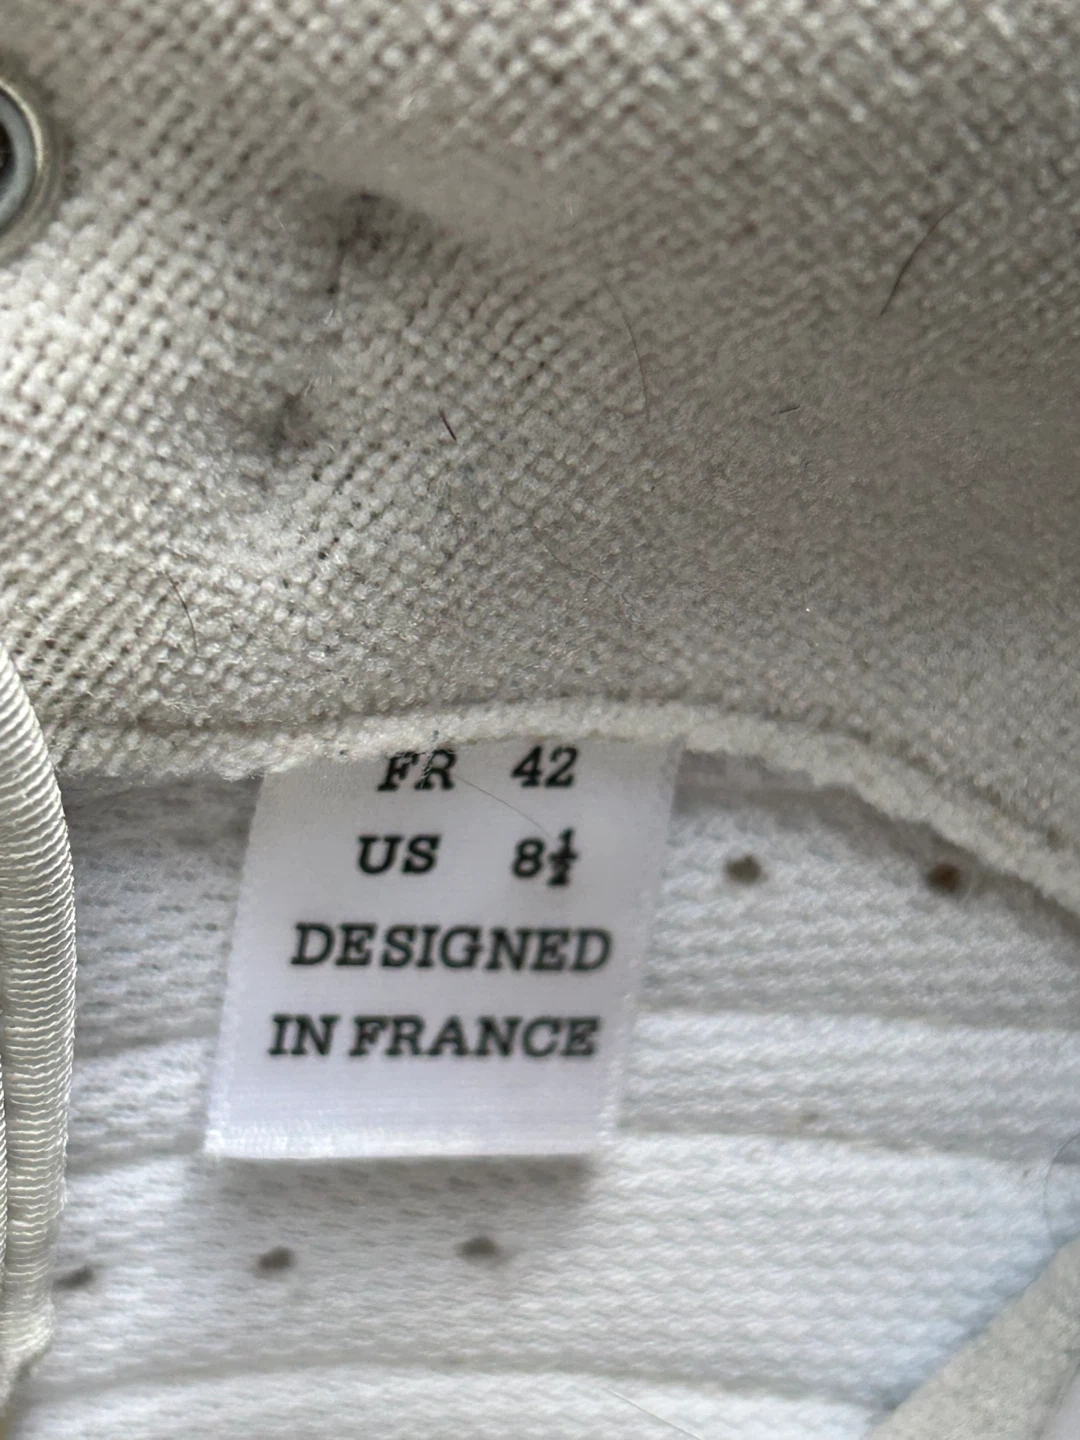 FR 42
US 8½
DESIGNED
IN FRANCE